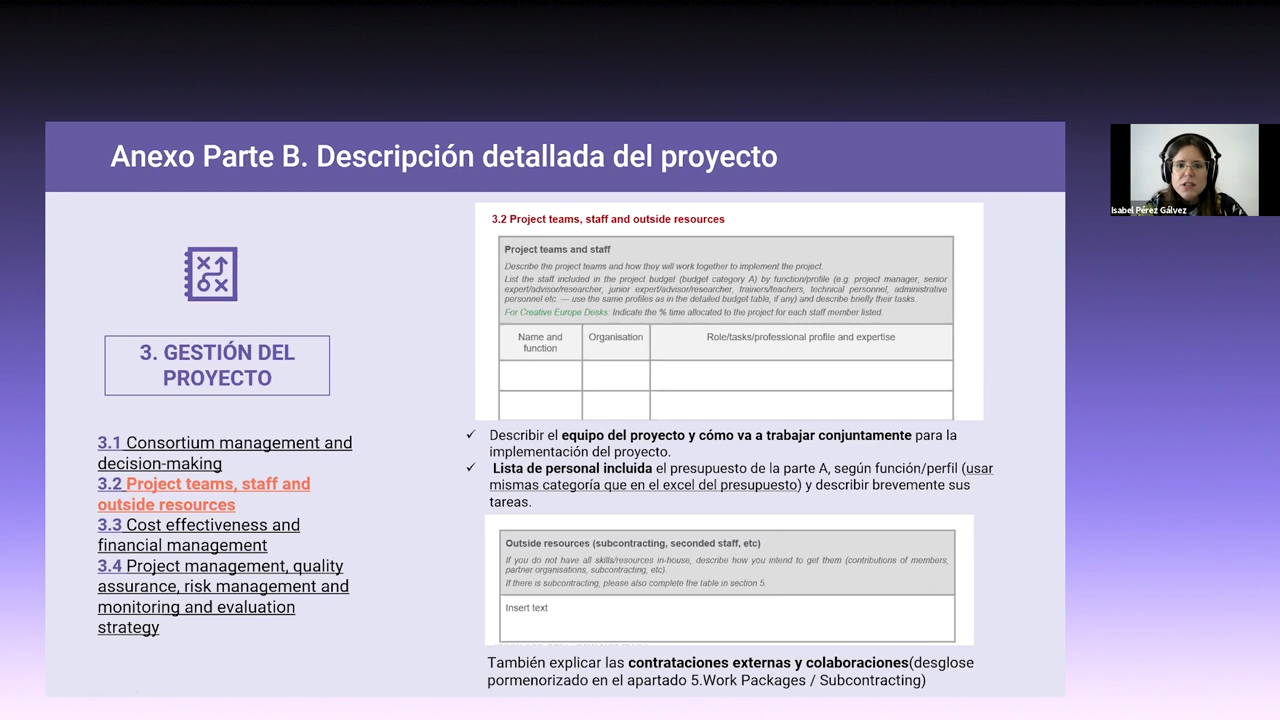 Anexo Parte B. Descripción detallada del proyecto
Isabel Pérez Gálvez
3. GESTIÓN DEL
PROYECTO
3.1 Consortium management and
decision-making
3.2 Project teams, staff and
outside resources
3.3 Cost effectiveness and
financial management
3.4 Project management, quality
assurance, risk management and
monitoring and evaluation
strategy
3.2 Project teams, staff and outside resources
Project teams and staff
Describe the project teams and how they will work together to implement the project.
List the staff included in the project budget (budget category A) by function/profile (e.g. project manager, senior
expert/advisor/researcher, junior expert/advisor/researcher, trainers/teachers, technical personnel, administrative
personnel etc. — use the same profiles as in the detailed budget table, if any) and describe briefly their tasks.
For Creative Europe Desks: Indicate the % time allocated to the project for each staff member listed.
Name and
function
Organisation
Role/tasks/professional profile and expertise
✓ Describir el equipo del proyecto y cómo va a trabajar conjuntamente para la
implementación del proyecto.
✓ Lista de personal incluida el presupuesto de la parte A, según función/perfil (usar
mismas categoría que en el excel del presupuesto) y describir brevemente sus
tareas.
Outside resources (subcontracting, seconded staff, etc)
If you do not have all skills/resources in-house, describe how you intend to get them (contributions of members,
partner organisations, subcontracting, etc).
If there is subcontracting, please also complete the table in section 5.
Insert text
También explicar las contrataciones externas y colaboraciones(desglose
pormenorizado en el apartado 5.Work Packages / Subcontracting)